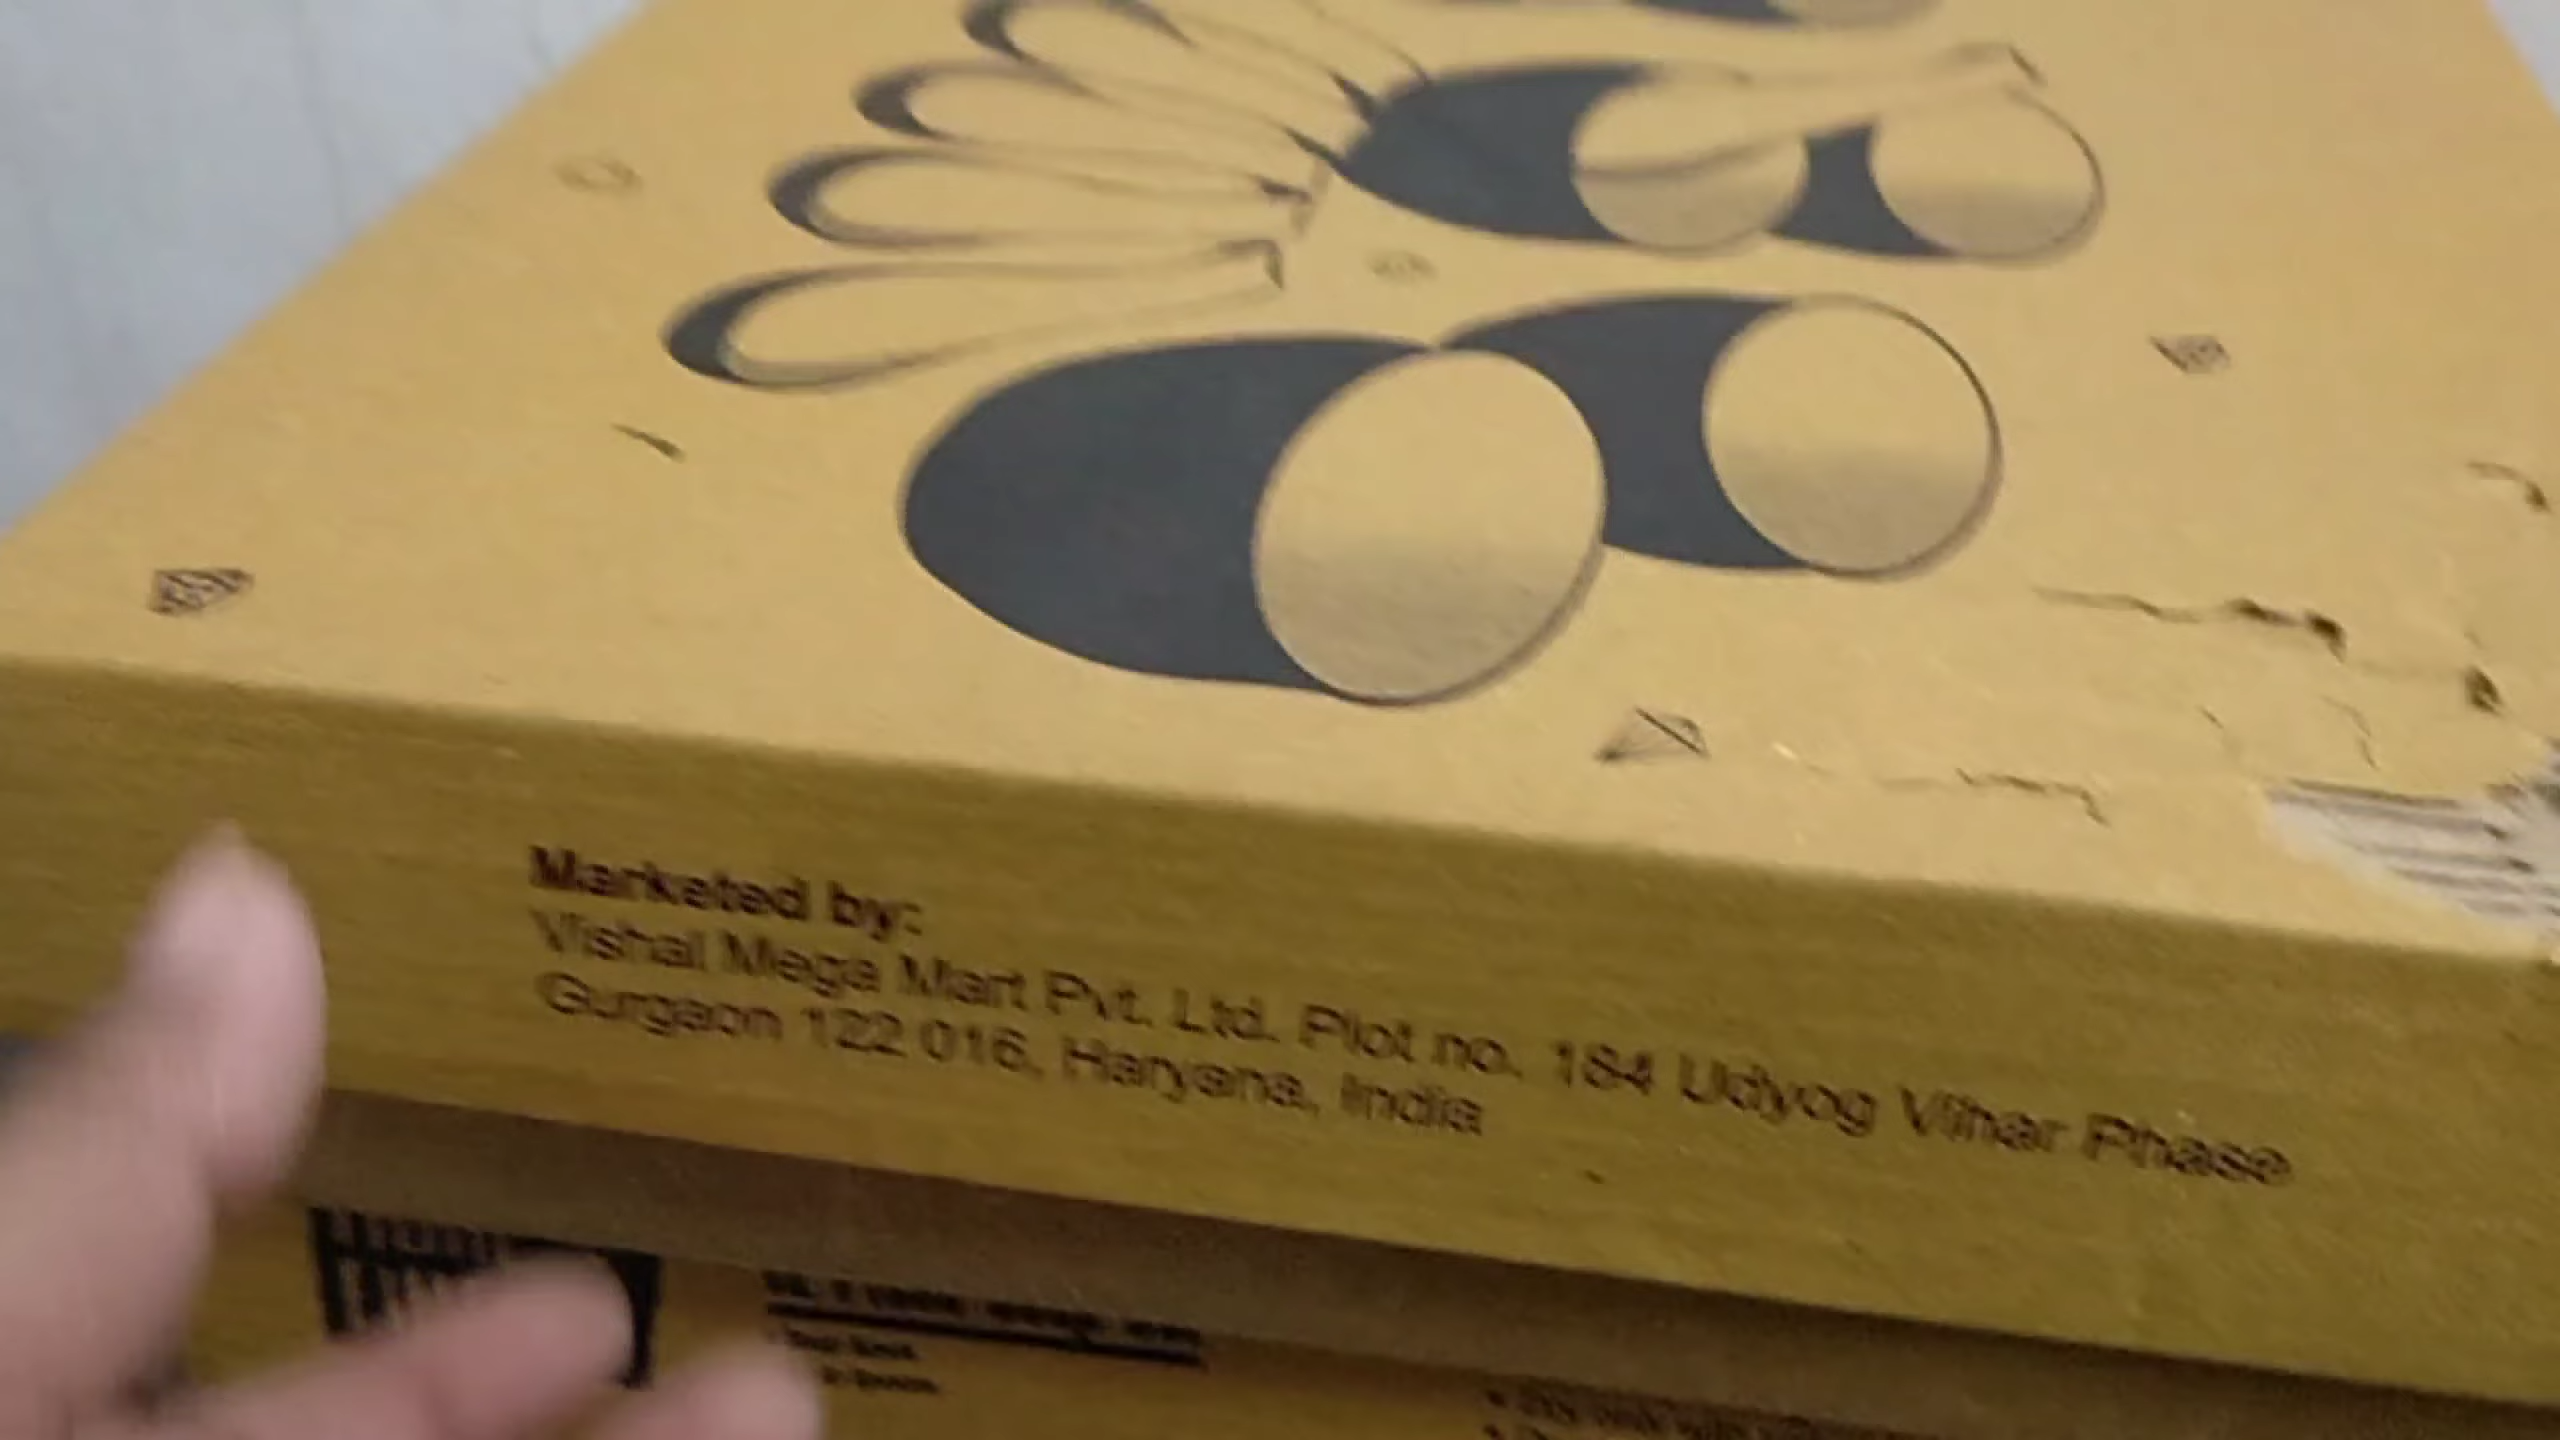 Marketed by:
Vishal Mega Mart Pvt. Ltd. Plot no. 184 Udyog Vihar Phase
Gurgaon 122 016, Haryana, India